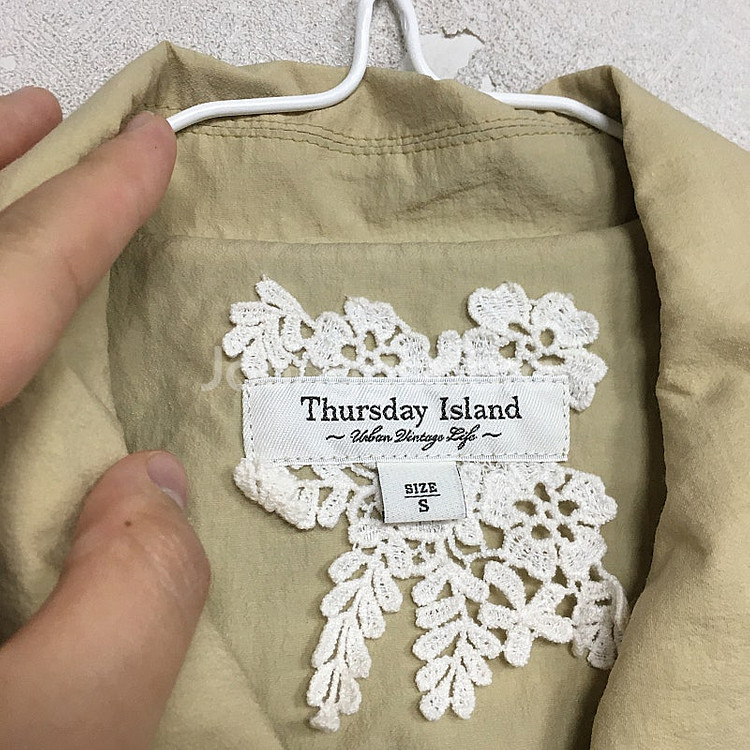 Thursday Island
~ Urban Vintage Life ~
SIZE
S